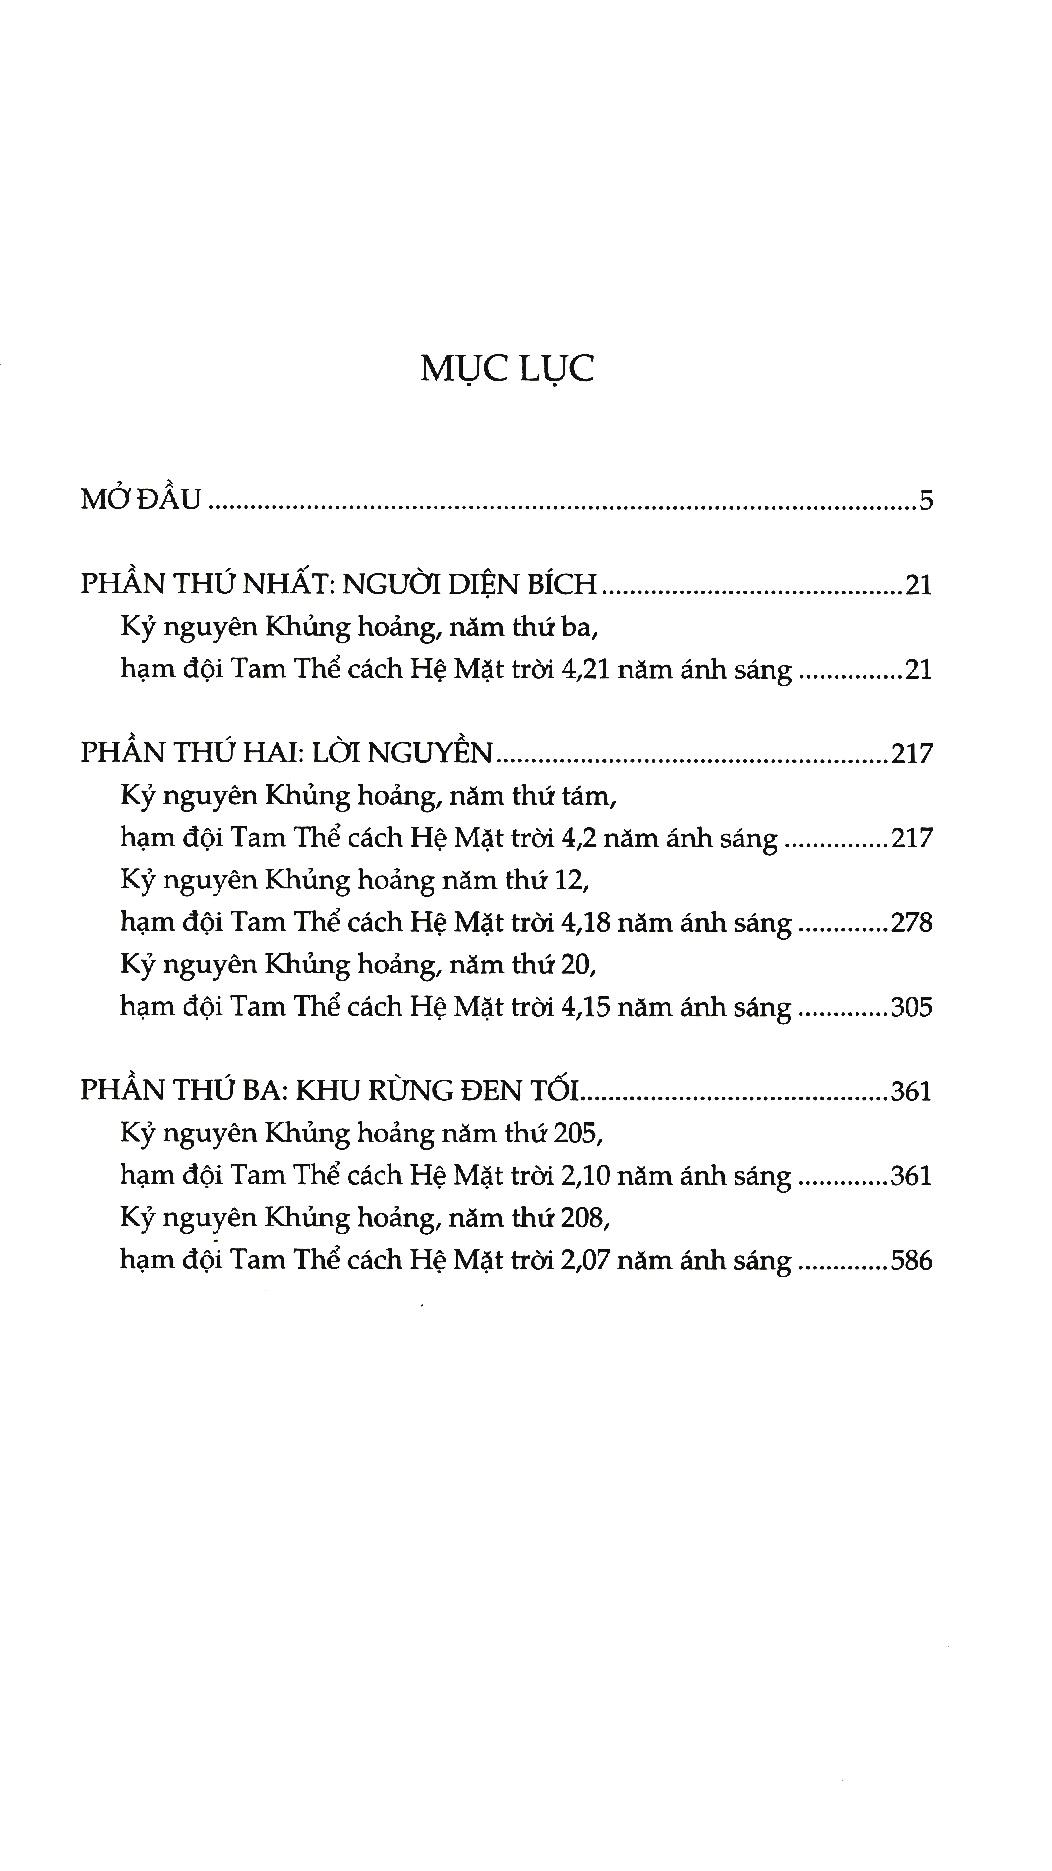 MỤC LỤC
MỞ ĐẦU ........................................................................................................ 5
PHẦN THỨ NHẤT: NGƯỜI DIỆN BÍCH ........................................... 21
Kỷ nguyên Khủng hoảng, năm thứ ba,
hạm đội Tam Thể cách Hệ Mặt trời 4,21 năm ánh sáng ............... 21
PHẦN THỨ HAI: LỜI NGUYỀN ........................................................ 217
Kỷ nguyên Khủng hoảng, năm thứ tám,
hạm đội Tam Thể cách Hệ Mặt trời 4,2 năm ánh sáng ............... 217
Kỷ nguyên Khủng hoảng năm thứ 12,
hạm đội Tam Thể cách Hệ Mặt trời 4,18 năm ánh sáng ............. 278
Kỷ nguyên Khủng hoảng, năm thứ 20,
hạm đội Tam Thể cách Hệ Mặt trời 4,15 năm ánh sáng ............. 305
PHẦN THỨ BA: KHU RỪNG ĐEN TỐI ............................................ 361
Kỷ nguyên Khủng hoảng năm thứ 205,
hạm đội Tam Thể cách Hệ Mặt trời 2,10 năm ánh sáng ............. 361
Kỷ nguyên Khủng hoảng, năm thứ 208,
hạm đội Tam Thể cách Hệ Mặt trời 2,07 năm ánh sáng ............. 586